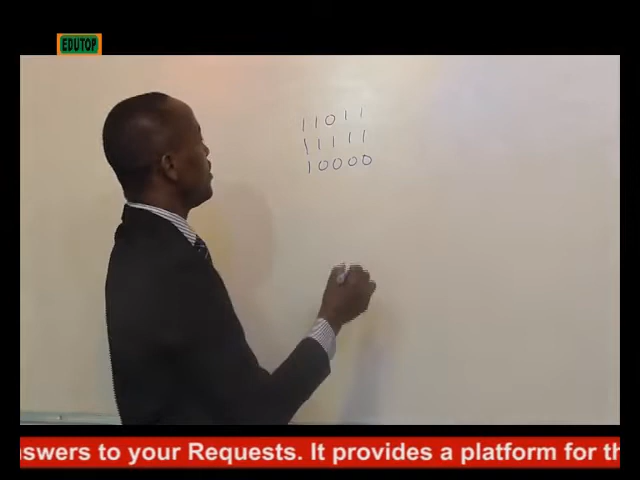 EDUTOP
11011
11111
10000
swers to your Requests. It provides a platform for th